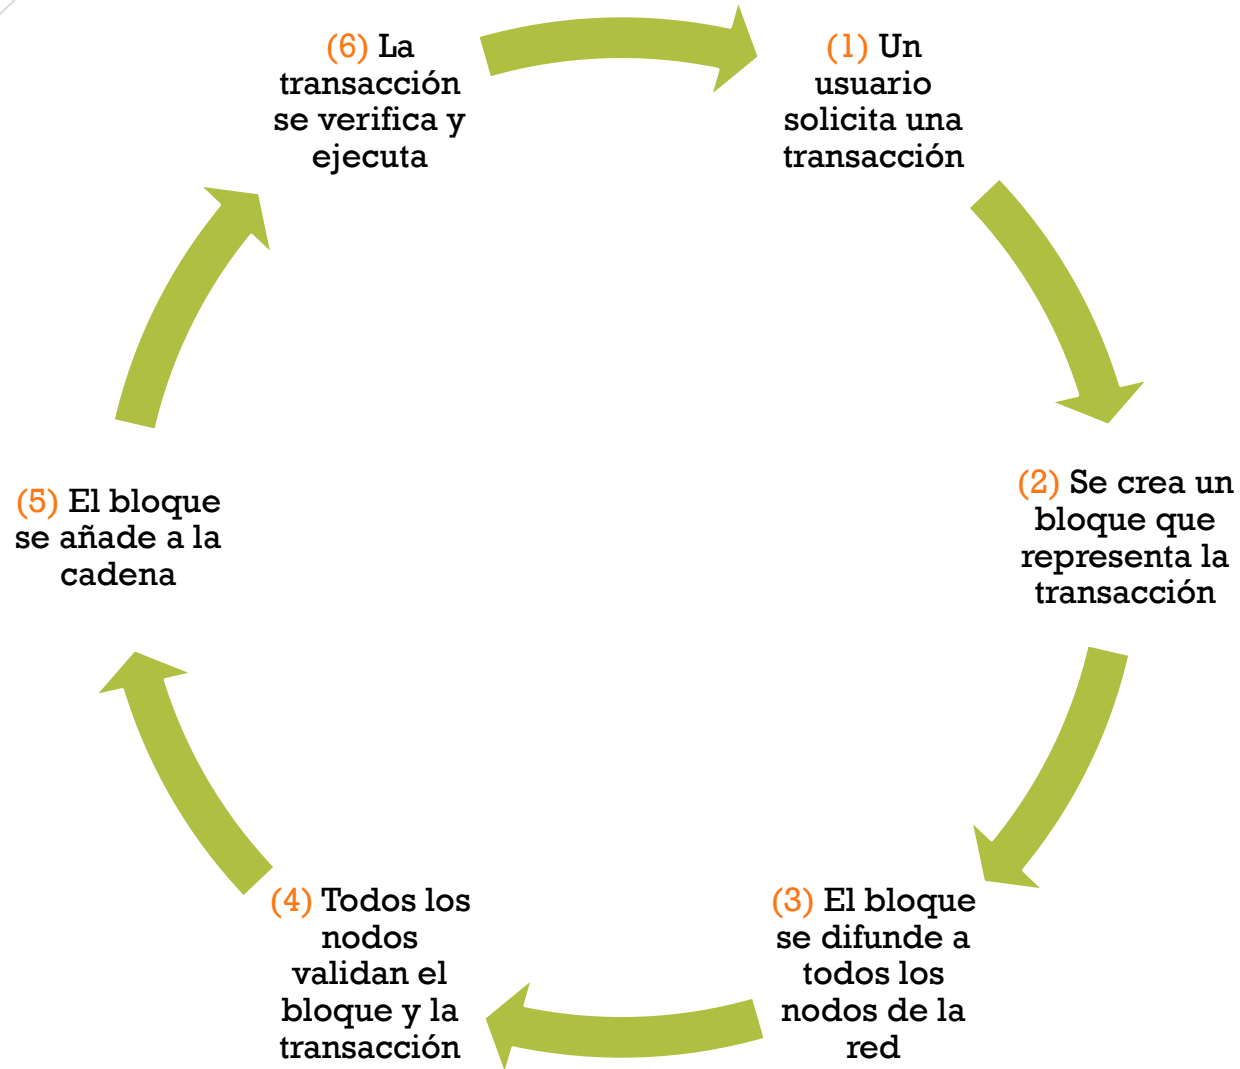 (1) Un
usuario
solicita una
transacción
(2) Se crea un
bloque que
representa la
transacción
(3) El bloque
se difunde a
todos los
nodos de la
red
(4) Todos los
nodos
validan el
bloque y la
transacción
(5) El bloque
se añade a la
cadena
(6) La
transacción
se verifica y
ejecuta